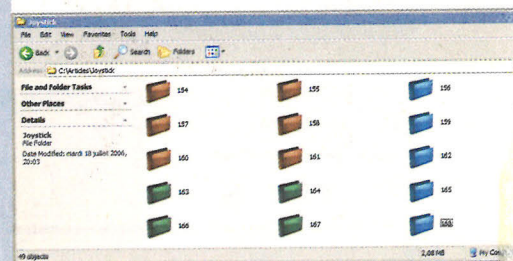 Joystick
File Edit View Favorites Tools Help
Back Search Folders
Address C:\Articles\Joystick
File and Folder Tasks
Other Places
Details
Joystick
File Folder
Date Modified: mardi 18 juillet 2006, 20:03
154 155 156
157 158 159
160 161 162
163 164 165
166 167 168
49 objects 2,08 MB My Com